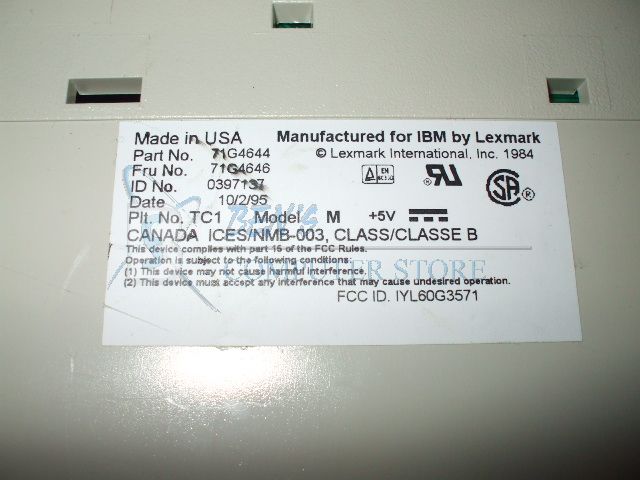 Made in USA Manufactured for IBM by Lexmark
Part No. 71G4644 © Lexmark International, Inc. 1984
Fru No. 71G4646
ID No. 0397137
Date 10/2/95
Plt. No. TC1 Model M +5V
CANADA ICES/NMB-003, CLASS/CLASSE B
This device complies with part 15 of the FCC Rules.
Operation is subject to the following conditions:
(1) This device may not cause harmful interference.
(2) This device must accept any interference that may cause undesired operation.
FCC ID. IYL60G3571
COMPUTER STORE